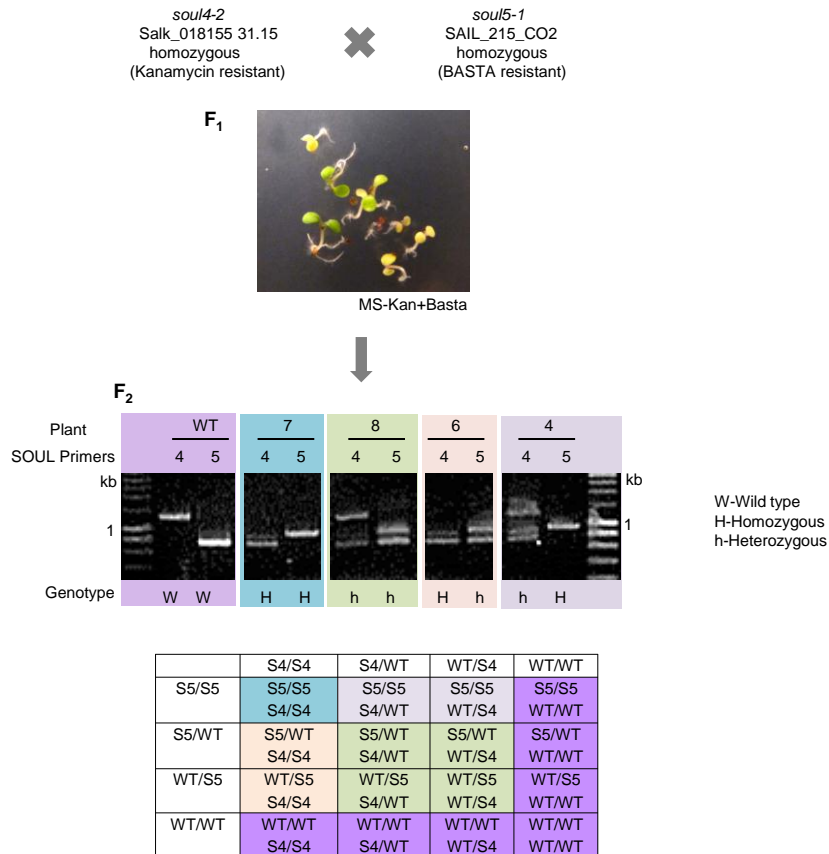 soul4-2
Salk_018155 31.15
homozygous
(Kanamycin resistant)
soul5-1
SAIL_215_CO2
homozygous
(BASTA resistant)
F1
MS-Kan+Basta
F2
Plant WT 7 8 6 4
SOUL Primers 4 5 4 5 4 5 4 5 4 5
kb kb
1 1
W-Wild type
H-Homozygous
h-Heterozygous
Genotype W W H H h h H h h H
S4/S4 S4/WT WT/S4 WT/WT
S5/S5 S5/S5 S5/S5 S5/S5 S5/S5
S4/S4 S4/WT WT/S4 WT/WT
S5/WT S5/WT S5/WT S5/WT S5/WT
S4/S4 S4/WT WT/S4 WT/WT
WT/S5 WT/S5 WT/S5 WT/S5 WT/S5
S4/S4 S4/WT WT/S4 WT/WT
WT/WT WT/WT WT/WT WT/WT WT/WT
S4/S4 S4/WT WT/S4 WT/WT